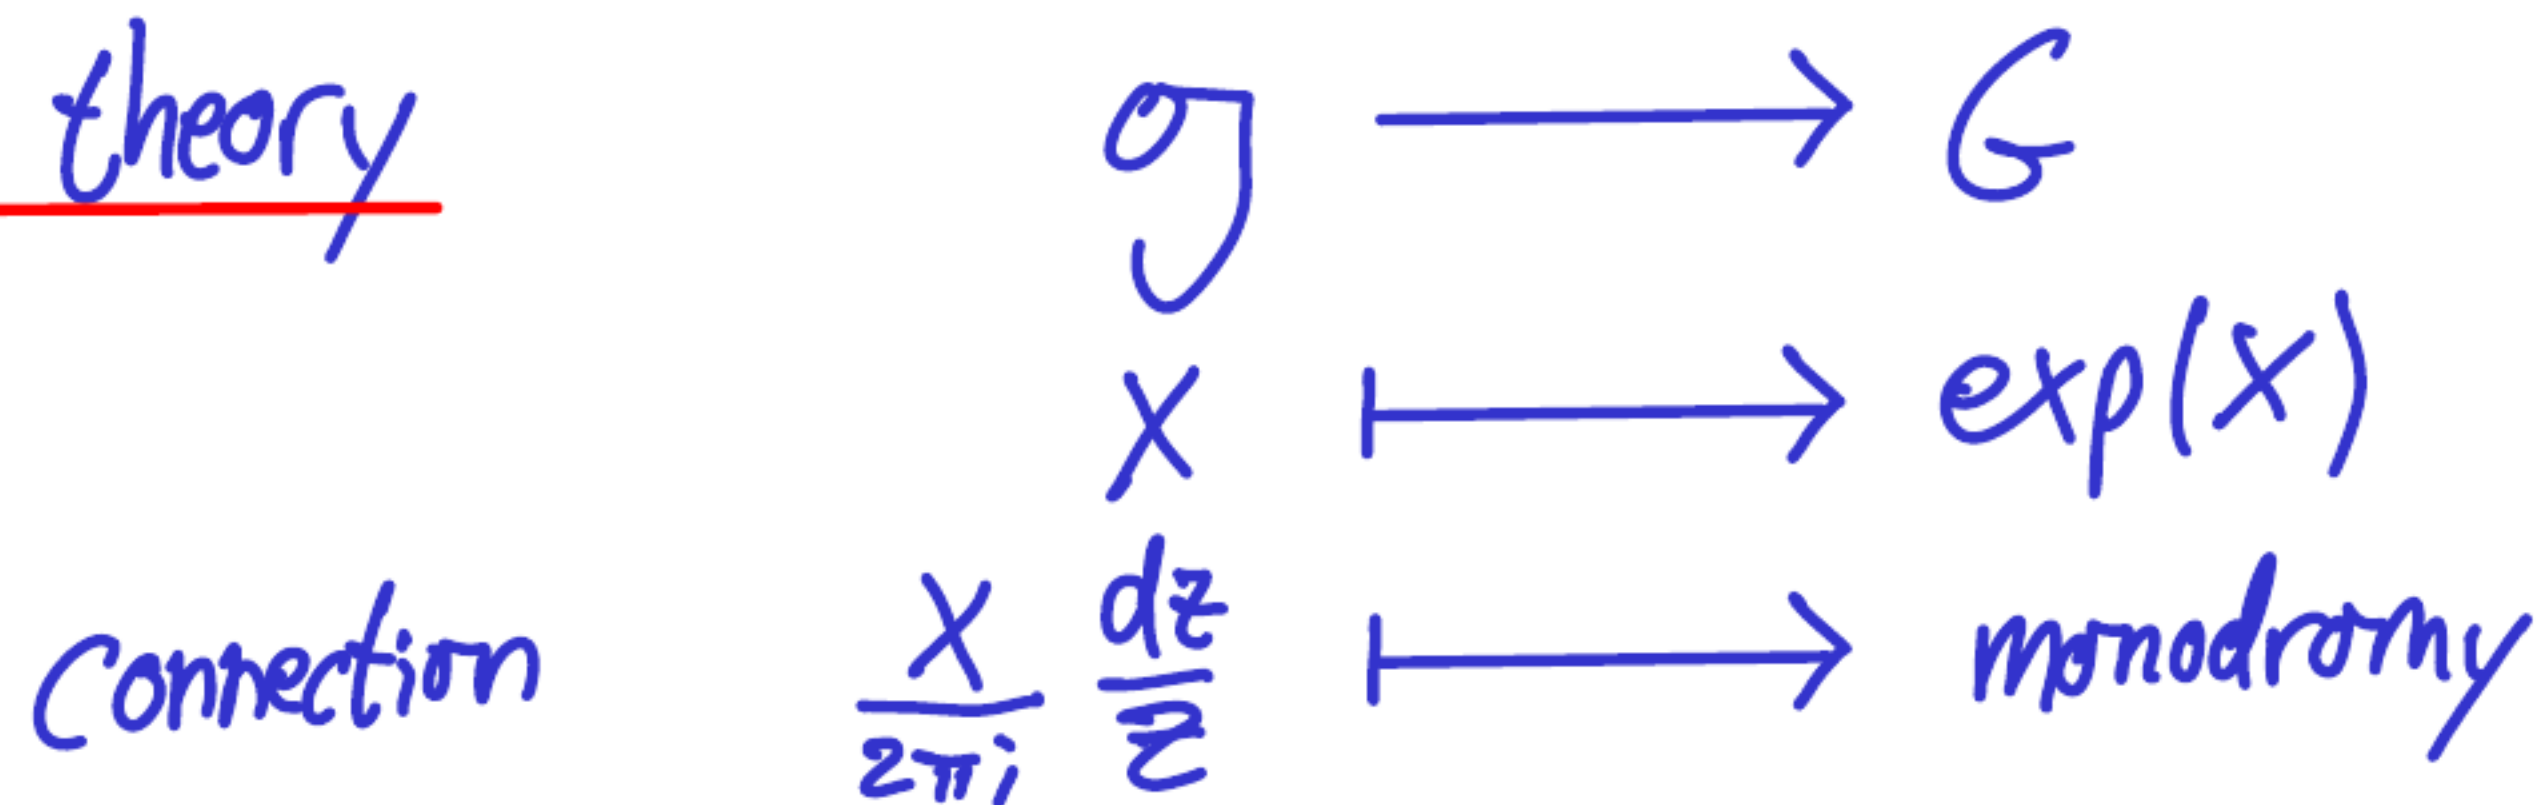 theory g ⟶ G
X ⟼ exp(X)
Connection X/2πi dz/z ⟼ monodromy